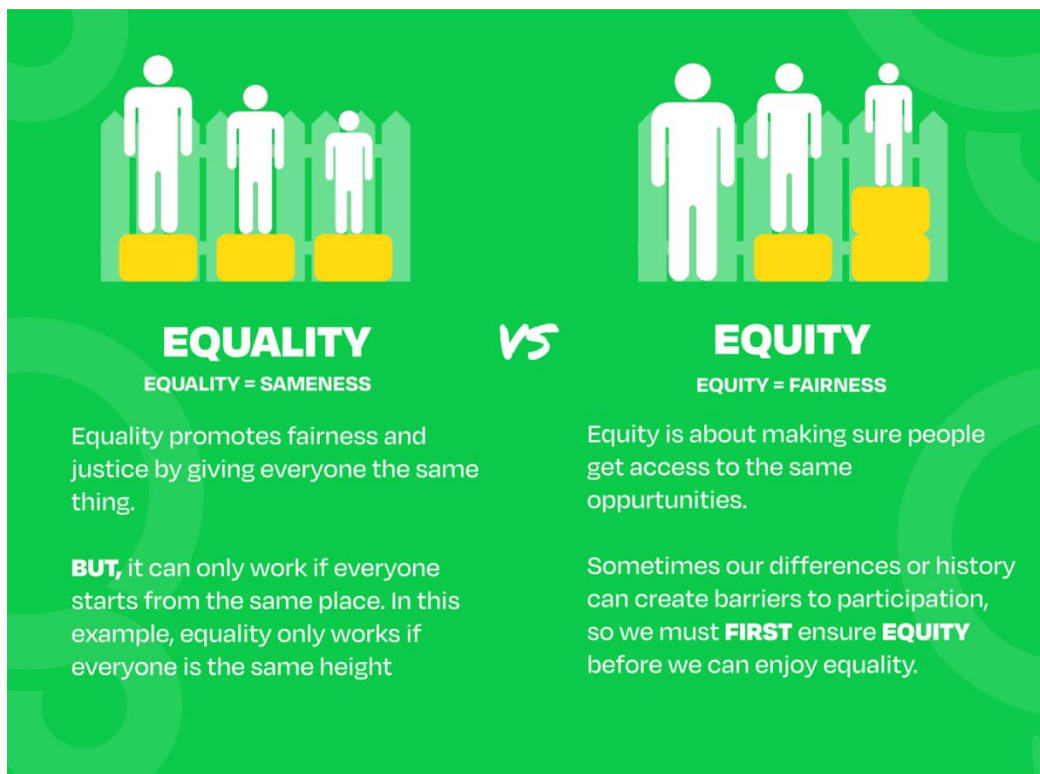 EQUALITY
EQUALITY = SAMENESS
Equality promotes fairness and
justice by giving everyone the same
thing.
BUT, it can only work if everyone
starts from the same place. In this
example, equality only works if
everyone is the same height
VS
EQUITY
EQUITY = FAIRNESS
Equity is about making sure people
get access to the same
oppurtunities.
Sometimes our differences or history
can create barriers to participation,
so we must FIRST ensure EQUITY
before we can enjoy equality.